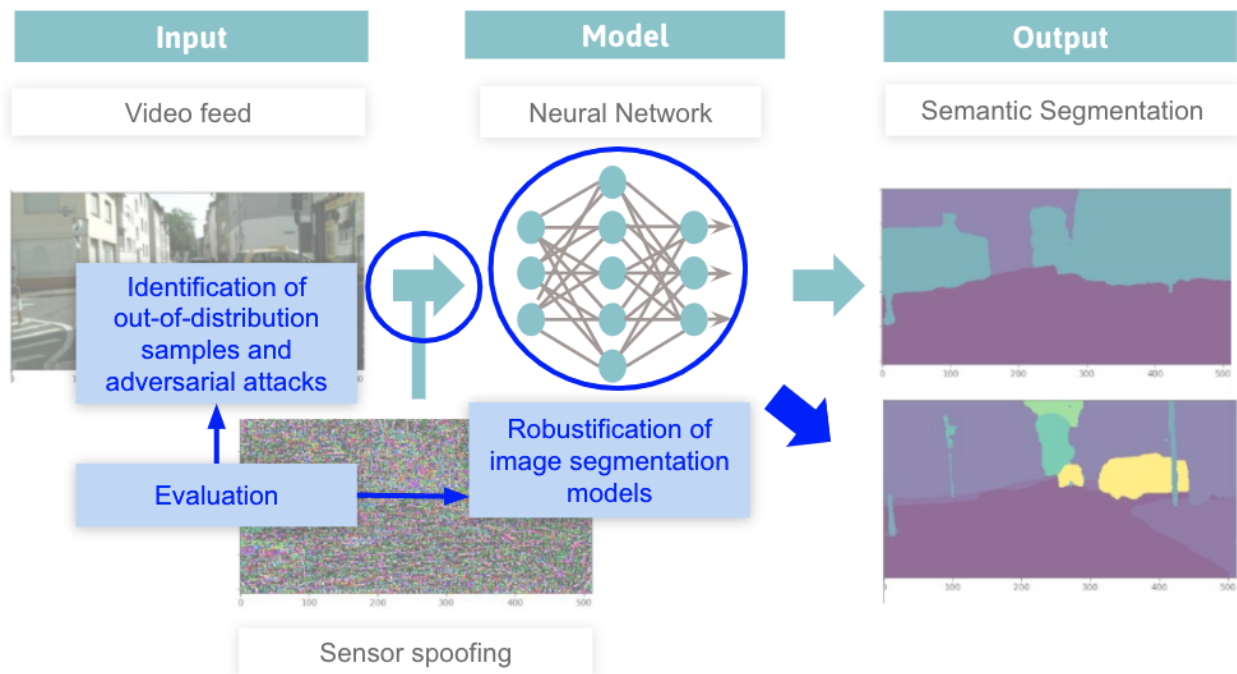 Input
Model
Output
Video feed
Neural Network
Semantic Segmentation
Identification of
out-of-distribution
samples and
adversarial attacks
0
0
100
200
300
400
500
Robustification of
image segmentation
models
Evaluation
0
100
200
300
400
500
0
100
200
300
400
500
Sensor spoofing